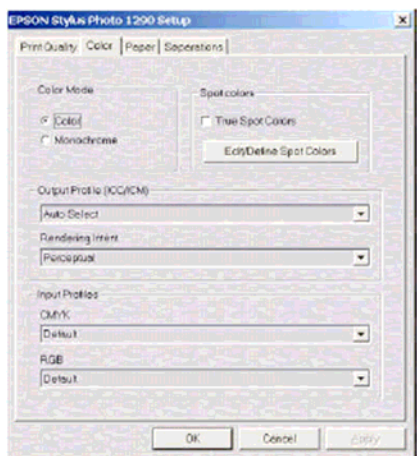 EPSON Stylus Photo 1290 Setup
Print Quality Color Paper Separations
Color Mode
Color
Monochrome
Spot colors
True Spot Colors
Edit/Define Spot Colors
Output Profile (ICC/ICM)
Auto Select
Rendering Intent
Perceptual
Input Profiles
CMYK
Default
RGB
Default
OK Cancel Apply